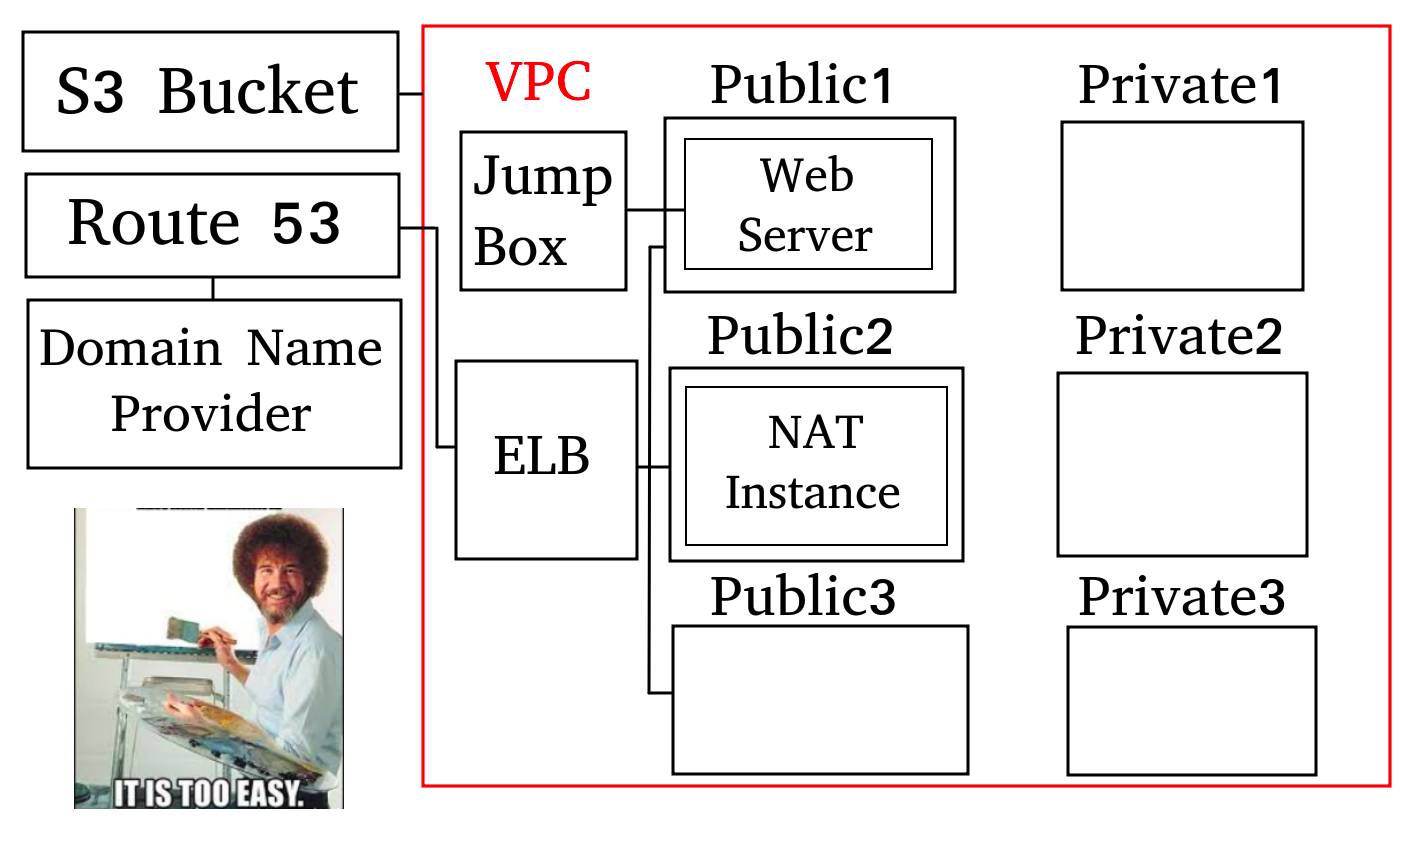 S3 Bucket
Route 53
Domain Name
Provider
IT IS TOO EASY.
VPC
Jump
Box
ELB
Public1
Web
Server
Public2
NAT
Instance
Public3
Private1
Private2
Private3